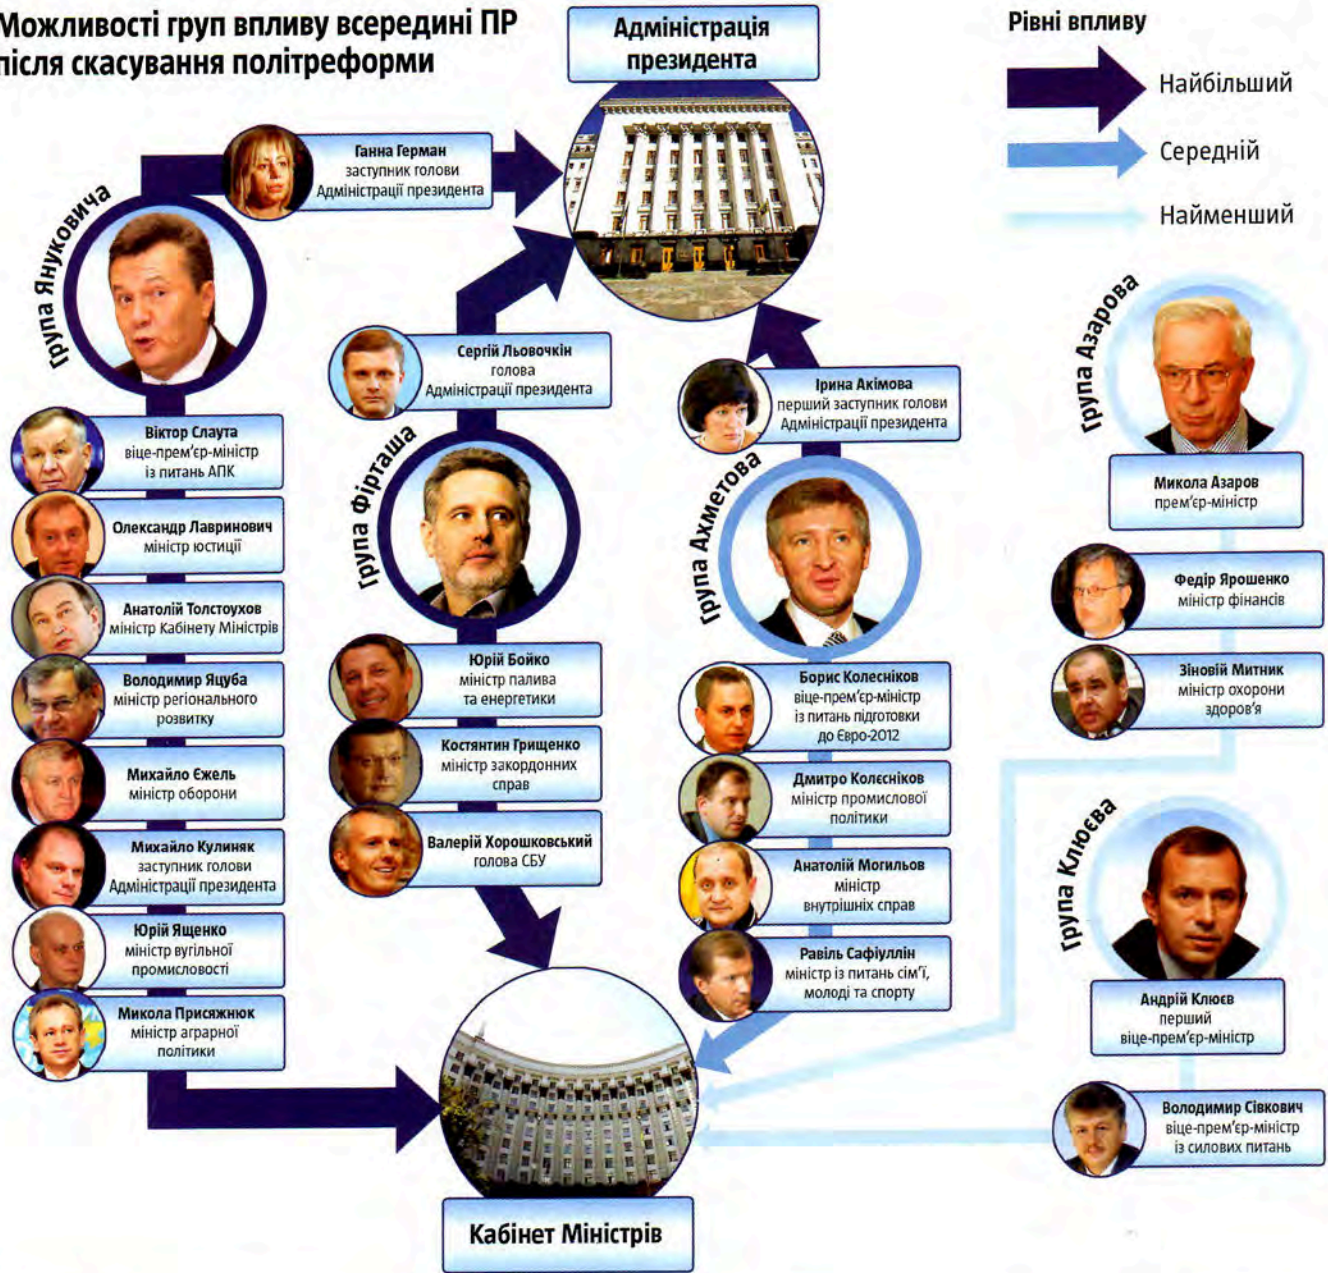 Можливості груп впливу всередині ПР
після скасування політреформи
Адміністрація
президента
Рівні впливу
Найбільший
Середній
Найменший
Ганна Герман
заступник голови
Адміністрації президента
Група Януковича
Віктор Слаута
віце-прем’єр-міністр
із питань АПК
Олександр Лавринович
міністр юстиції
Анатолій Толстоухов
міністр Кабінету Міністрів
Володимир Яцуба
міністр регіонального
розвитку
Михайло Єжель
міністр оборони
Михайло Кулиняк
заступник голови
Адміністрації президента
Юрій Ященко
міністр вугільної
промисловості
Микола Присяжнюк
міністр аграрної
політики
Сергій Льовочкін
голова
Адміністрації президента
Група Фірташа
Юрій Бойко
міністр палива
та енергетики
Костянтин Грищенко
міністр закордонних
справ
Валерій Хорошковський
голова СБУ
Ірина Акімова
перший заступник голови
Адміністрації президента
Група Ахметова
Борис Колесніков
віце-прем’єр-міністр
із питань підготовки
до Євро-2012
Дмитро Колєсніков
міністр промислової
політики
Анатолій Могильов
міністр
внутрішніх справ
Равіль Сафіуллін
міністр із питань сім’ї,
молоді та спорту
Група Азарова
Микола Азаров
прем’єр-міністр
Федір Ярошенко
міністр фінансів
Зіновій Митник
міністр охорони
здоров’я
Група Клюєва
Андрій Клюєв
перший
віце-прем’єр-міністр
Володимир Сівкович
віце-прем’єр-міністр
із силових питань
Кабінет Міністрів